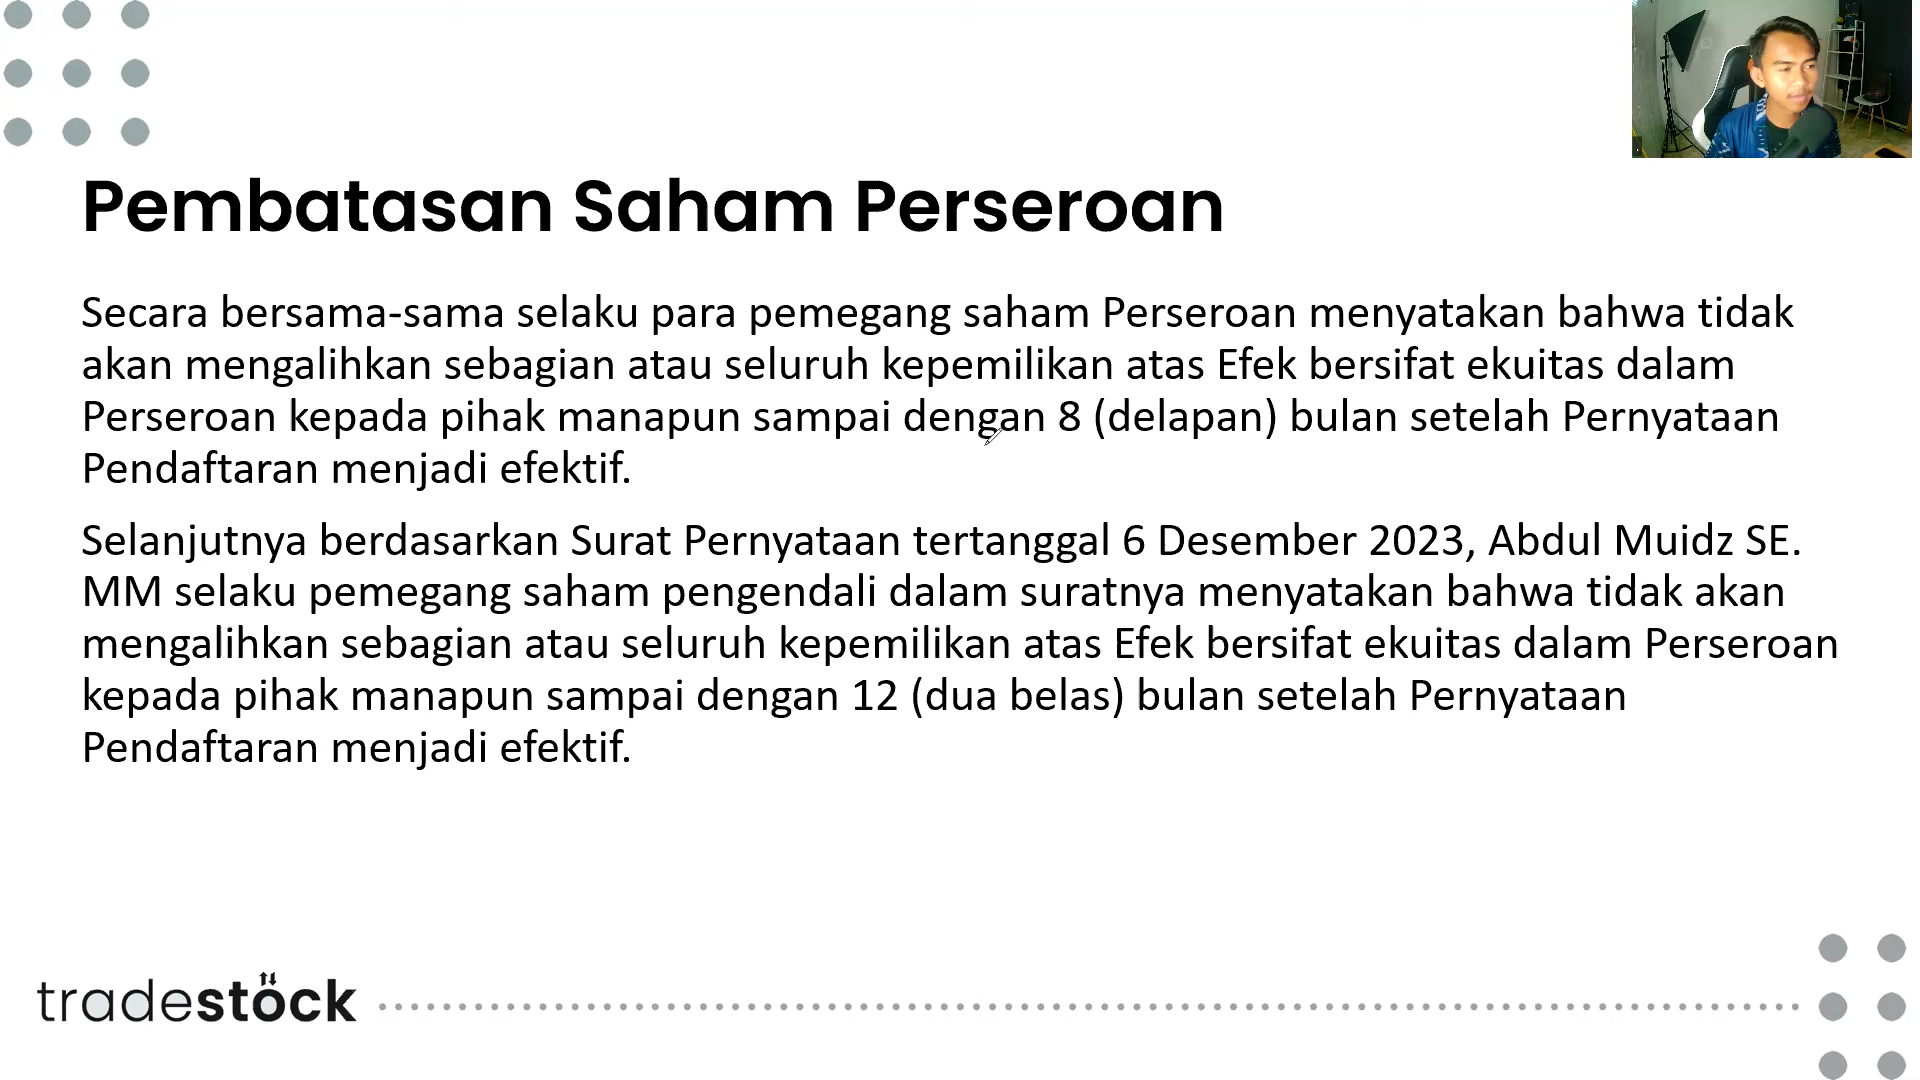 Pembatasan Saham Perseroan
Secara bersama-sama selaku para pemegang saham Perseroan menyatakan bahwa tidak
akan mengalihkan sebagian atau seluruh kepemilikan atas Efek bersifat ekuitas dalam
Perseroan kepada pihak manapun sampai dengan 8 (delapan) bulan setelah Pernyataan
Pendaftaran menjadi efektif.
Selanjutnya berdasarkan Surat Pernyataan tertanggal 6 Desember 2023, Abdul Muidz SE.
MM selaku pemegang saham pengendali dalam suratnya menyatakan bahwa tidak akan
mengalihkan sebagian atau seluruh kepemilikan atas Efek bersifat ekuitas dalam Perseroan
kepada pihak manapun sampai dengan 12 (dua belas) bulan setelah Pernyataan
Pendaftaran menjadi efektif.
tradestock